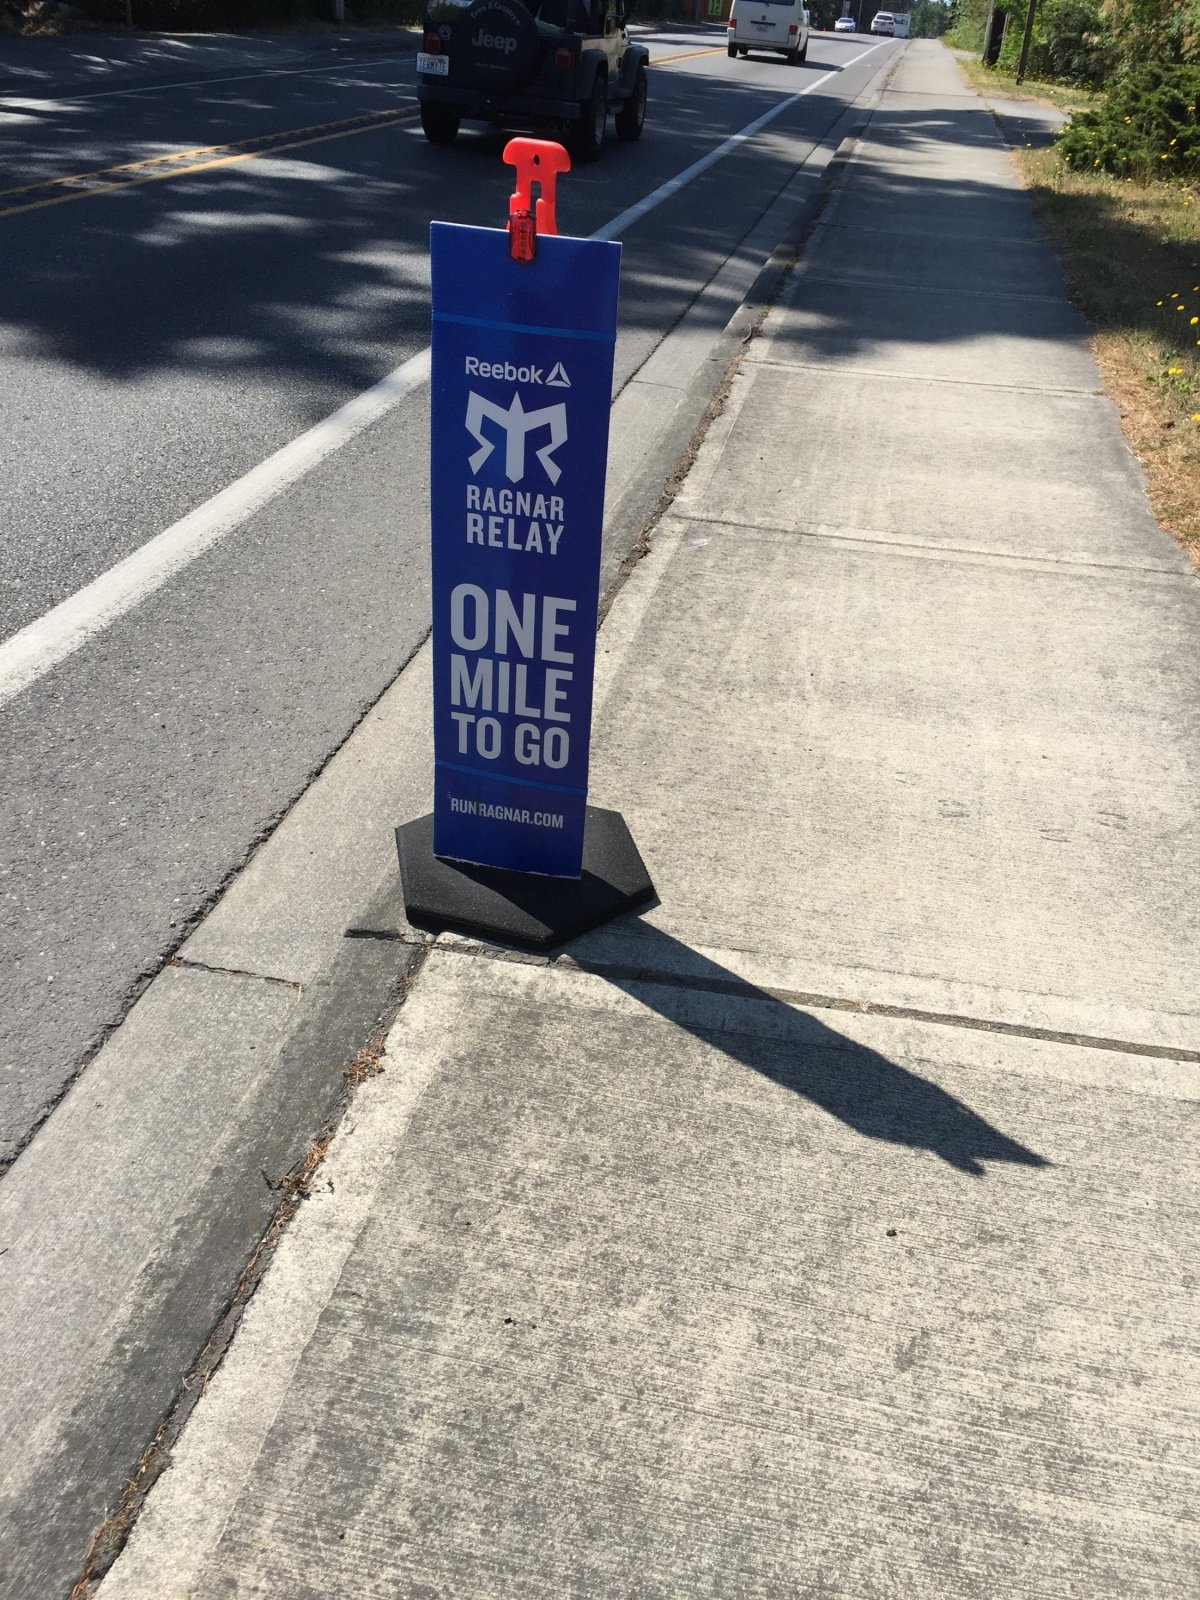 Jeep
Reebok
RAGNAR
RELAY
ONE
MILE
TO GO
RUNRAGNAR.COM